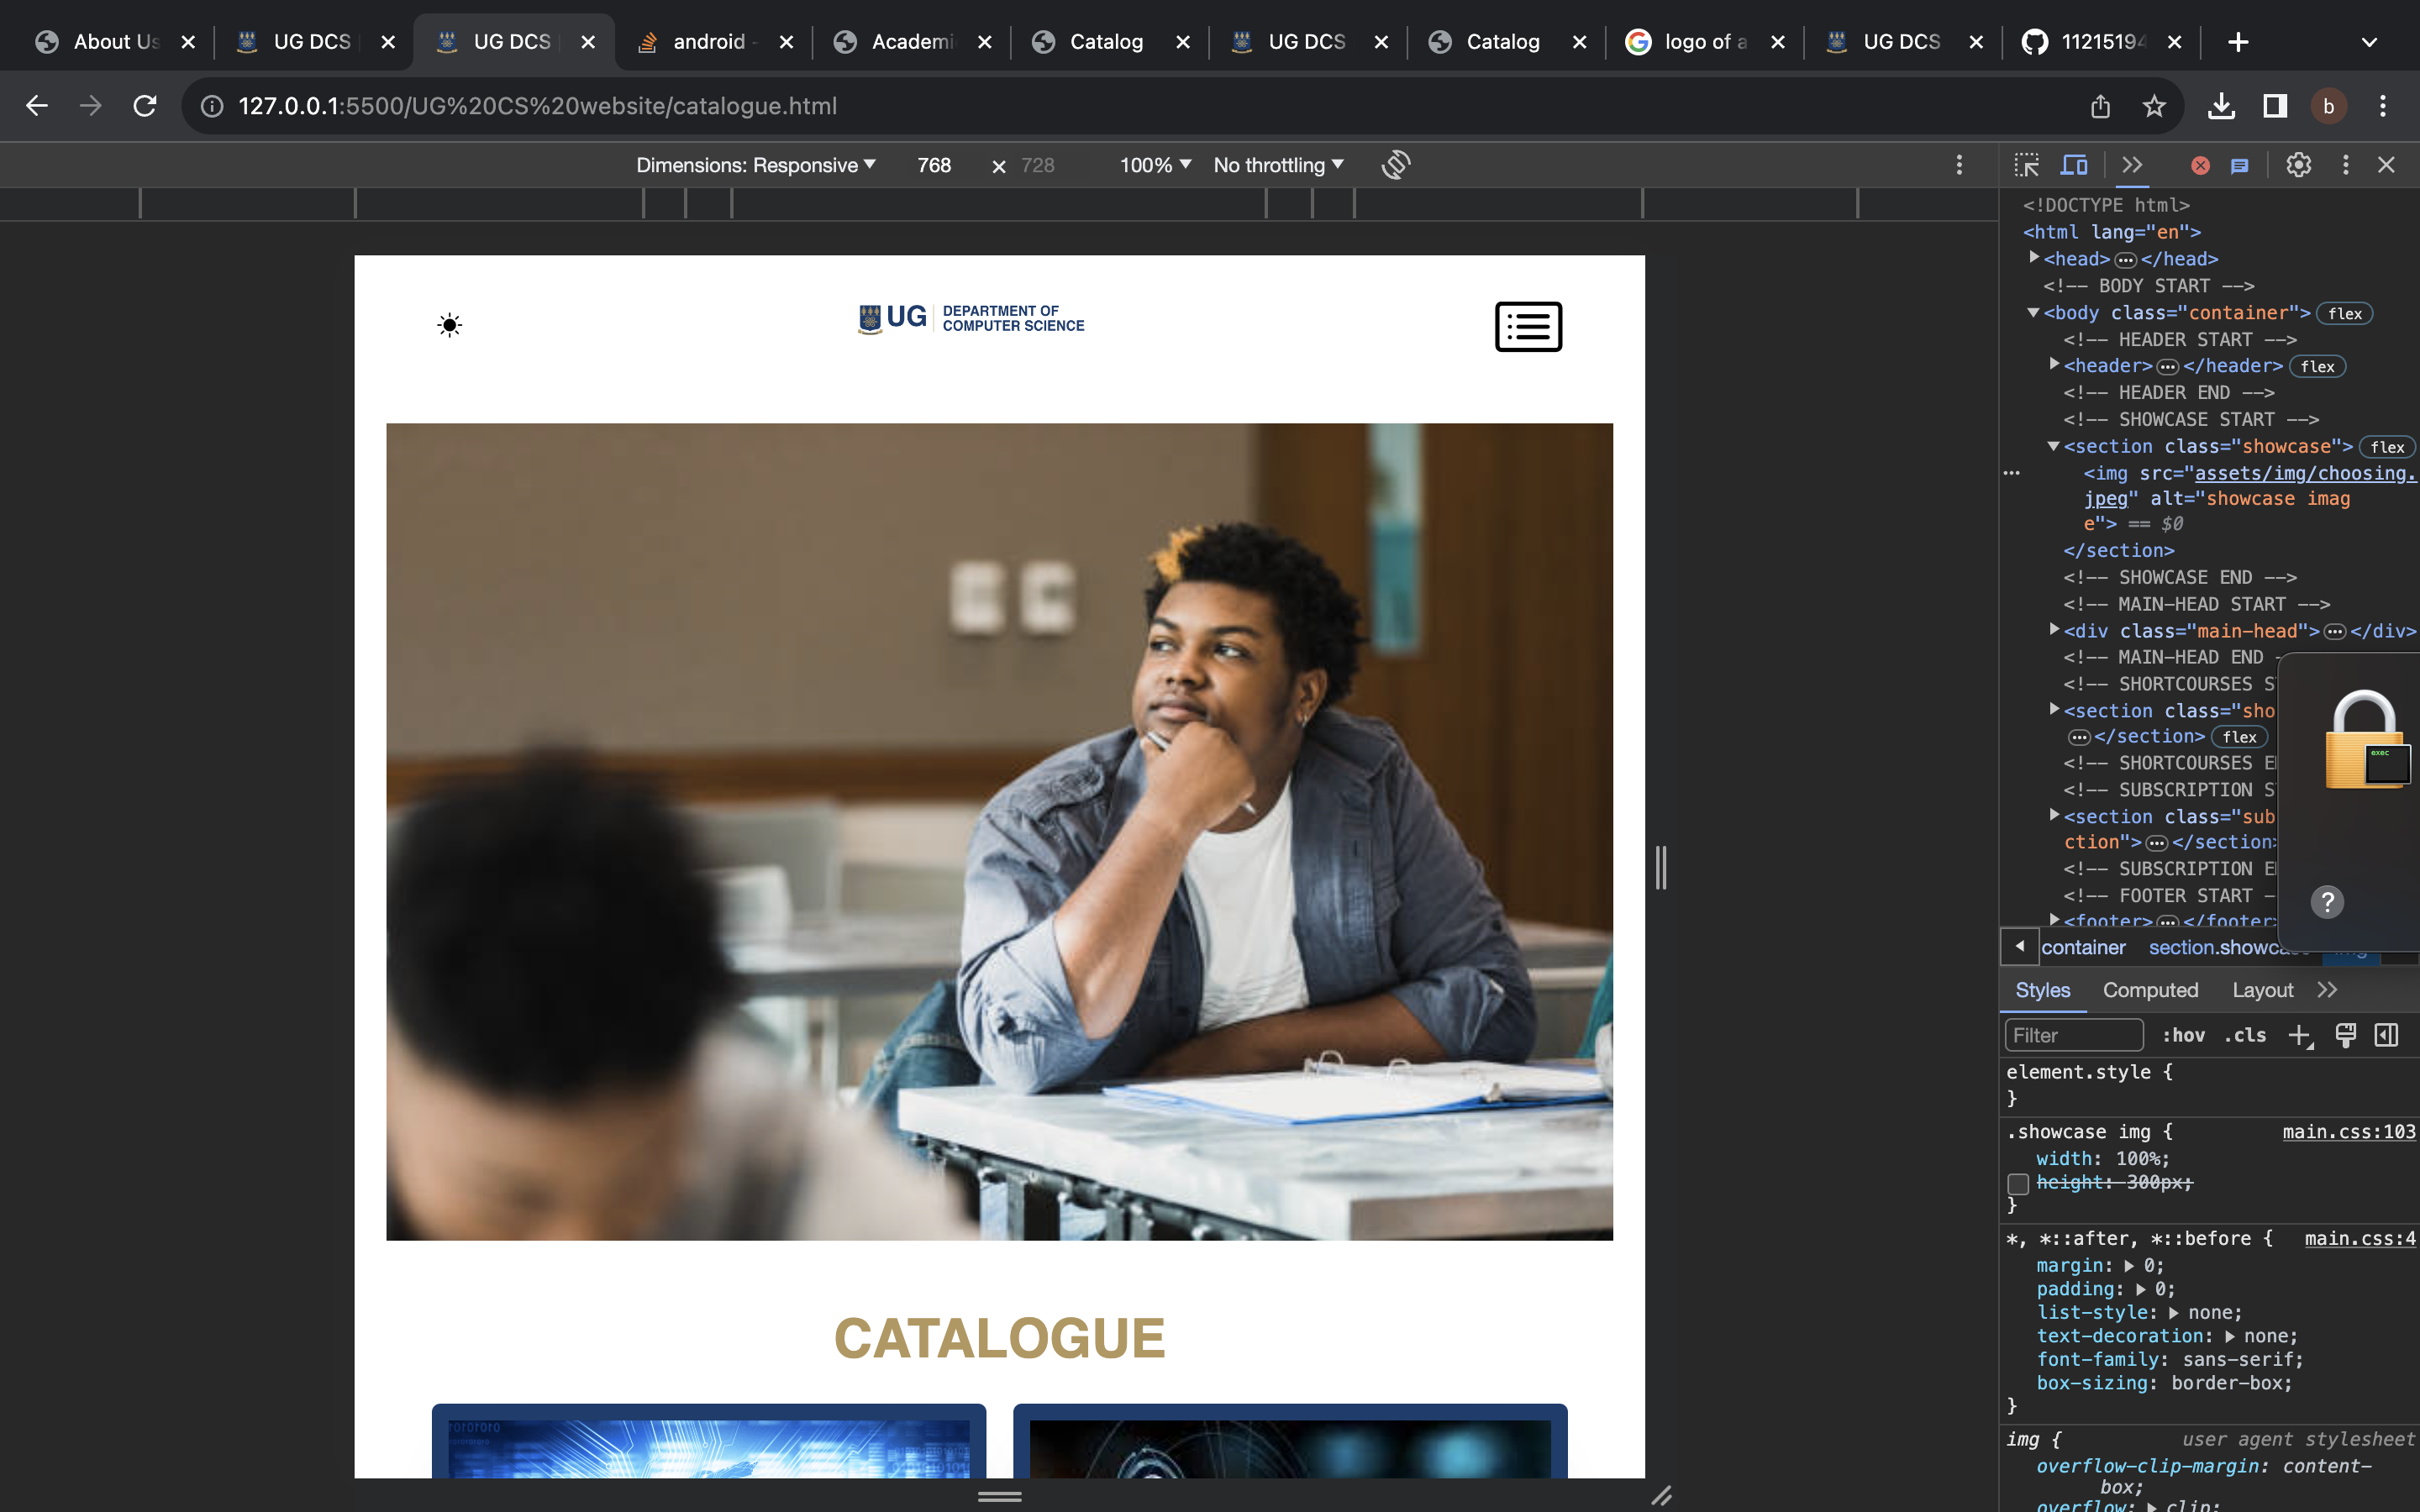 About Us
UG DCS
UG DCS
android -
Academi
Catalog
UG DCS
Catalog
logo of a
UG DCS
11215194
127.0.0.1:5500/UG%20CS%20website/catalogue.html
b
Dimensions: Responsive 768 × 728 100% No throttling
UG DEPARTMENT OF
COMPUTER SCIENCE
CATALOGUE
<!DOCTYPE html>
<html lang="en">
<head>…</head>
<!-- BODY START -->
<body class="container"> flex
<!-- HEADER START -->
<header>…</header> flex
<!-- HEADER END -->
<!-- SHOWCASE START -->
<section class="showcase"> flex
… <img src="assets/img/choosing.
jpeg" alt="showcase imag
e"> == $0
</section>
<!-- SHOWCASE END -->
<!-- MAIN-HEAD START -->
<div class="main-head">…</div>
<!-- MAIN-HEAD END -
<!-- SHORTCOURSES S
<section class="sho
…</section> flex
<!-- SHORTCOURSES E
<!-- SUBSCRIPTION S
<section class="sub
ction">…</section>
<!-- SUBSCRIPTION E
<!-- FOOTER START -
<footer>…</footer>
exec
?
container section.showcase img
Styles Computed Layout
Filter :hov .cls
element.style {
}
.showcase img { main.css:103
width: 100%;
height: 300px;
}
*, *::after, *::before { main.css:4
margin: 0;
padding: 0;
list-style: none;
text-decoration: none;
font-family: sans-serif;
box-sizing: border-box;
}
img { user agent stylesheet
overflow-clip-margin: content-
box;
overflow: clip;